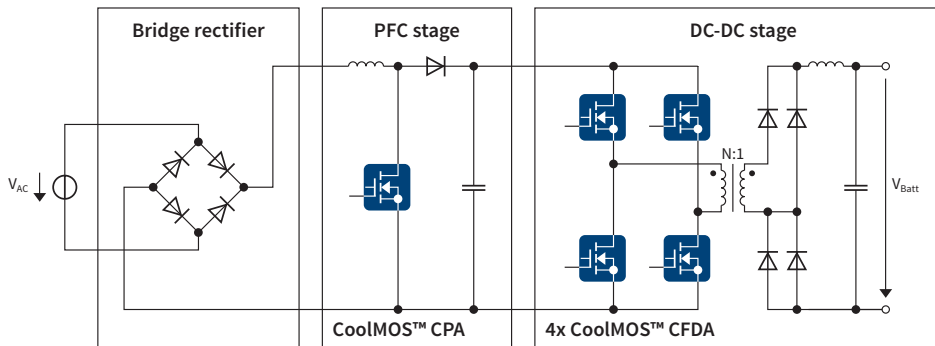 Bridge rectifier
PFC stage
DC-DC stage
N:1
VAC
VBatt
CoolMOS™ CPA
4x CoolMOS™ CFDA